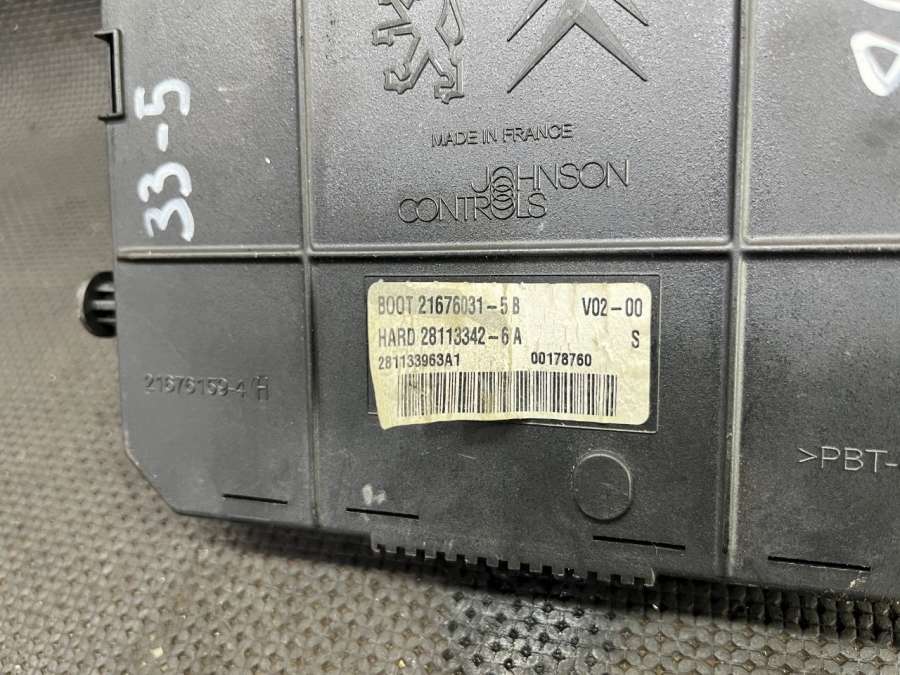 33-5
MADE IN FRANCE
JOHNSON
CONTROLS
BOOT 21676031-5 B V02-00
HARD 28113342-6 A S
281133963A1 00178760
21676159-4 H
>PBT-